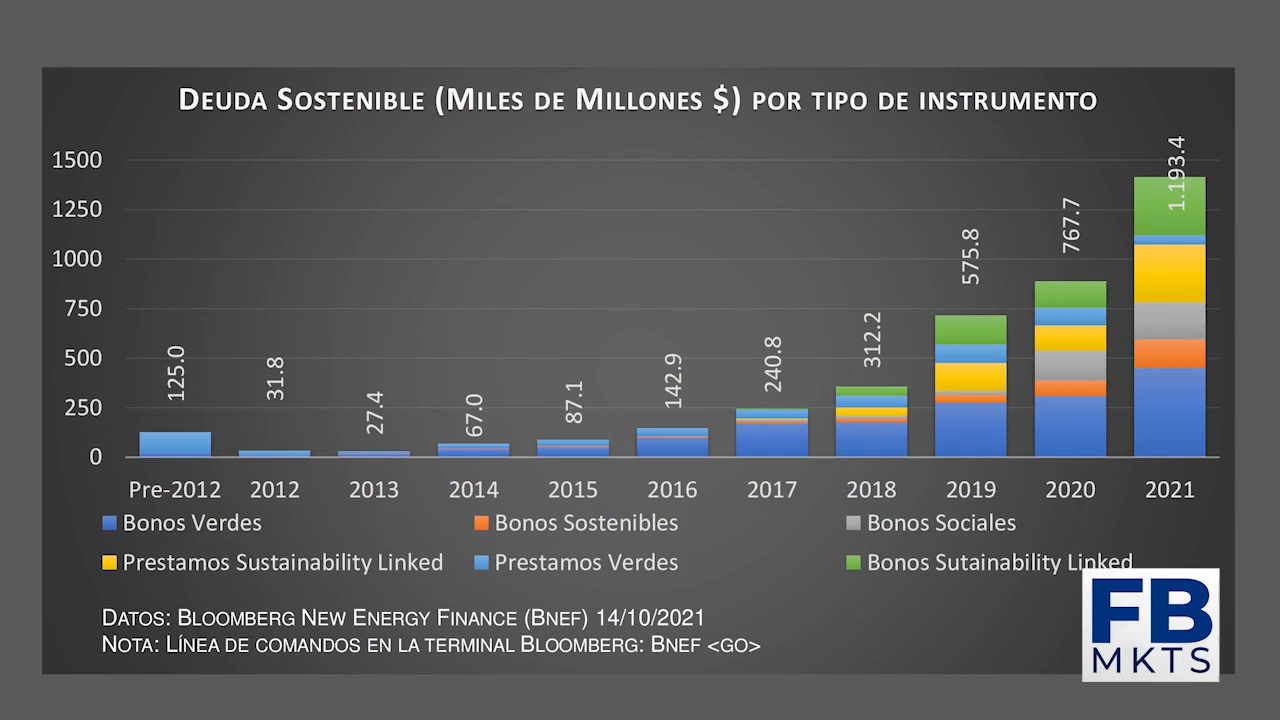 DEUDA SOSTENIBLE (MILES DE MILLONES $) POR TIPO DE INSTRUMENTO
1500
1250
1000
750
500
250
0
125.0
31.8
27.4
67.0
87.1
142.9
240.8
312.2
575.8
767.7
1.193.4
Pre-2012 2012 2013 2014 2015 2016 2017 2018 2019 2020 2021
Bonos Verdes Bonos Sostenibles Bonos Sociales
Prestamos Sustainability Linked Prestamos Verdes Bonos Sutainability Linked
DATOS: BLOOMBERG NEW ENERGY FINANCE (BNEF) 14/10/2021
NOTA: LÍNEA DE COMANDOS EN LA TERMINAL BLOOMBERG: BNEF <GO>
FB
MKTS